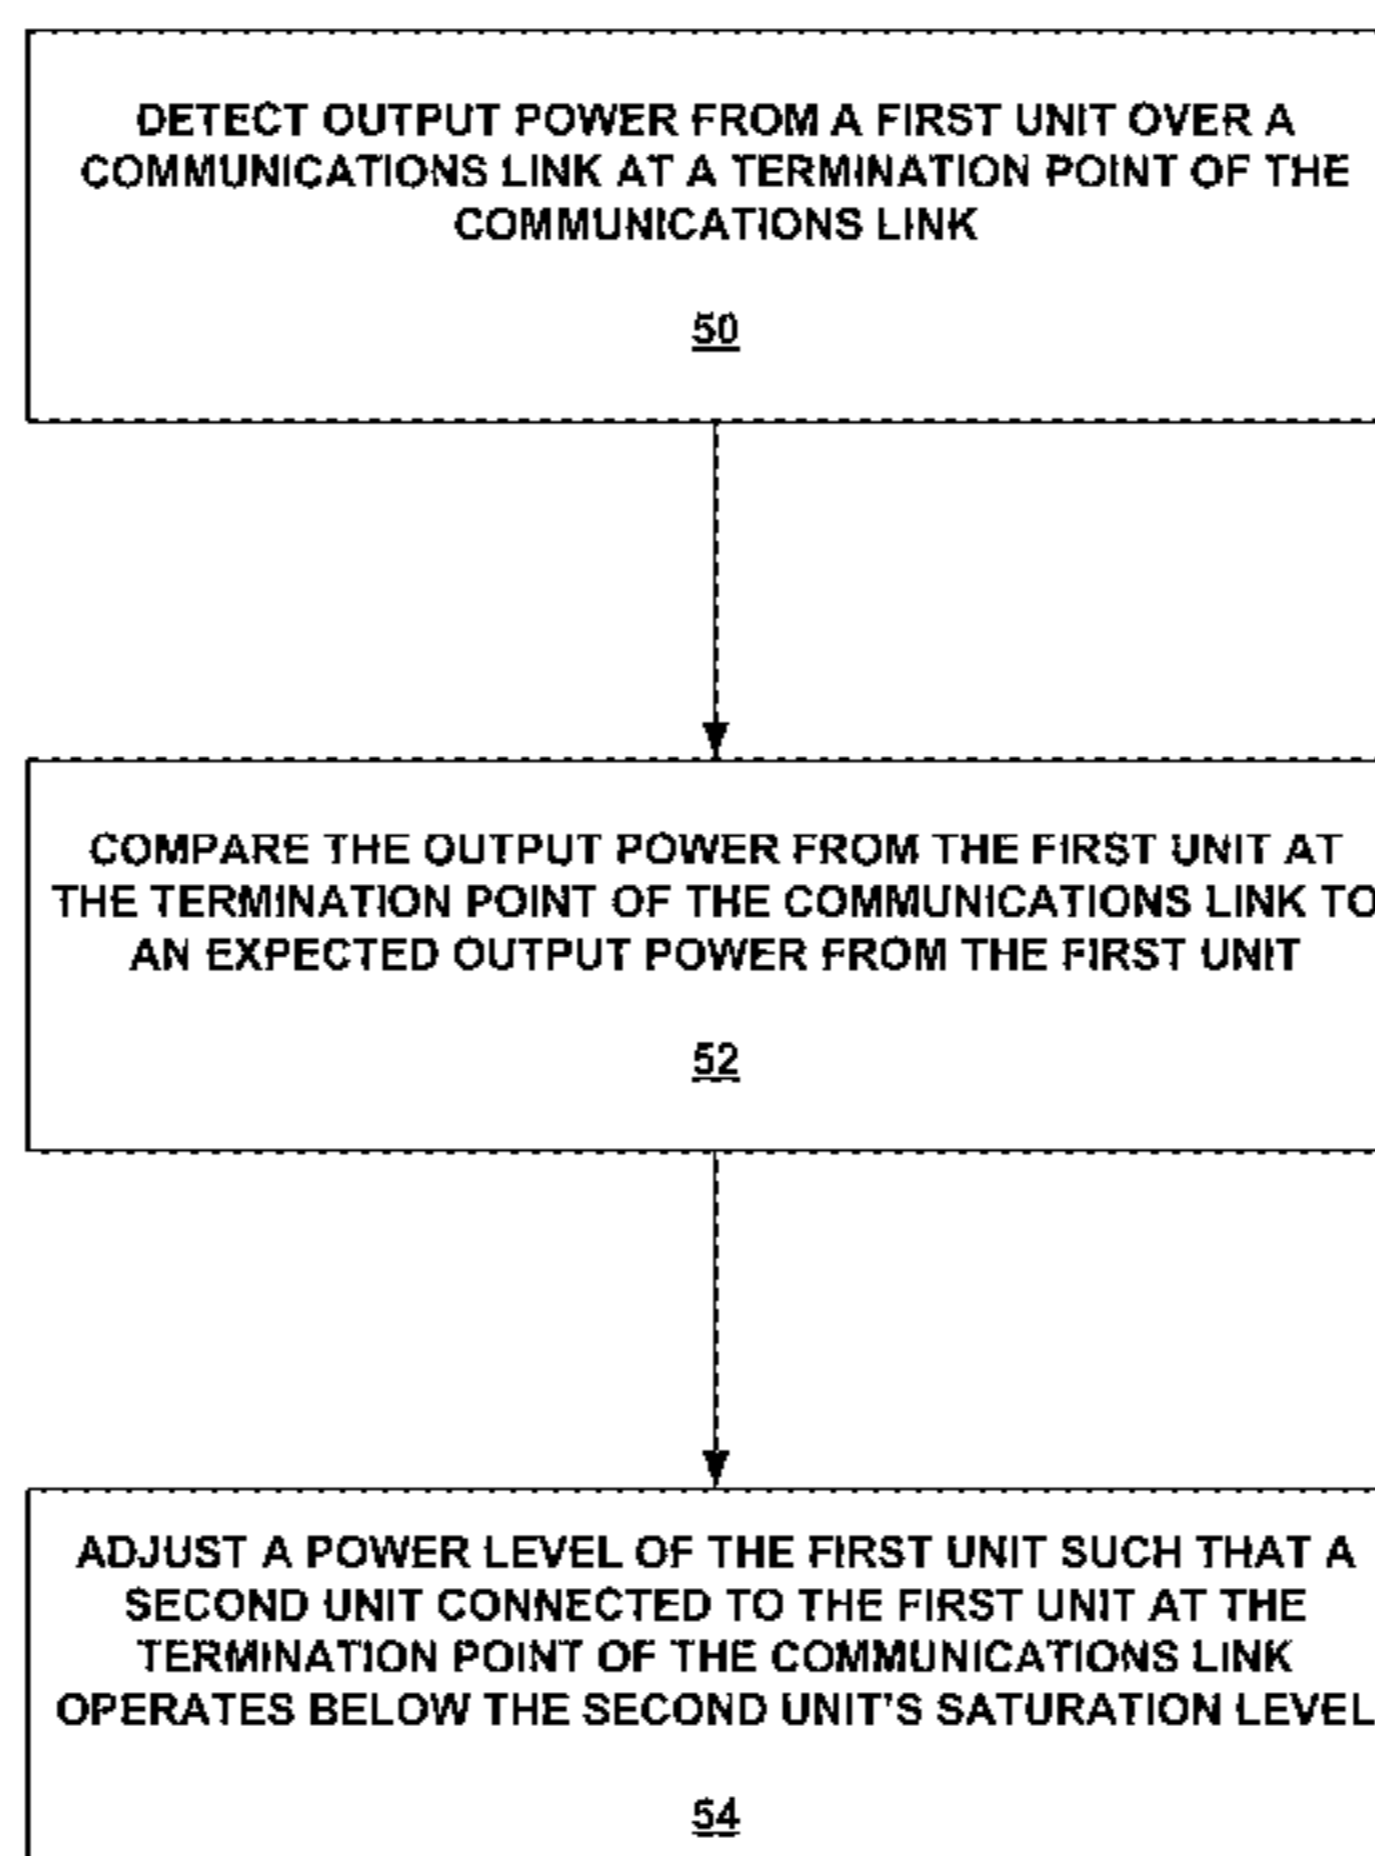 DETECT OUTPUT POWER FROM A FIRST UNIT OVER A
COMMUNICATIONS LINK AT A TERMINATION POINT OF THE
COMMUNICATIONS LINK
50
COMPARE THE OUTPUT POWER FROM THE FIRST UNIT AT
THE TERMINATION POINT OF THE COMMUNICATIONS LINK TO
AN EXPECTED OUTPUT POWER FROM THE FIRST UNIT
52
ADJUST A POWER LEVEL OF THE FIRST UNIT SUCH THAT A
SECOND UNIT CONNECTED TO THE FIRST UNIT AT THE
TERMINATION POINT OF THE COMMUNICATIONS LINK
OPERATES BELOW THE SECOND UNIT'S SATURATION LEVEL
54